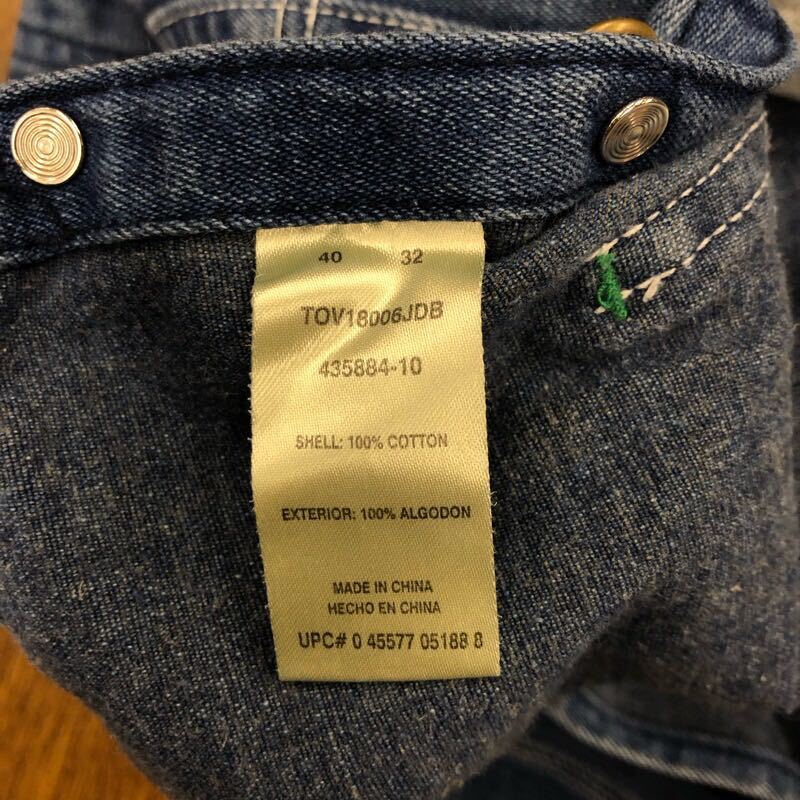 40 32
TOV18006JDB
435884-10
SHELL: 100% COTTON
EXTERIOR: 100% ALGODON
MADE IN CHINA
HECHO EN CHINA
UPC# 0 45577 05188 8